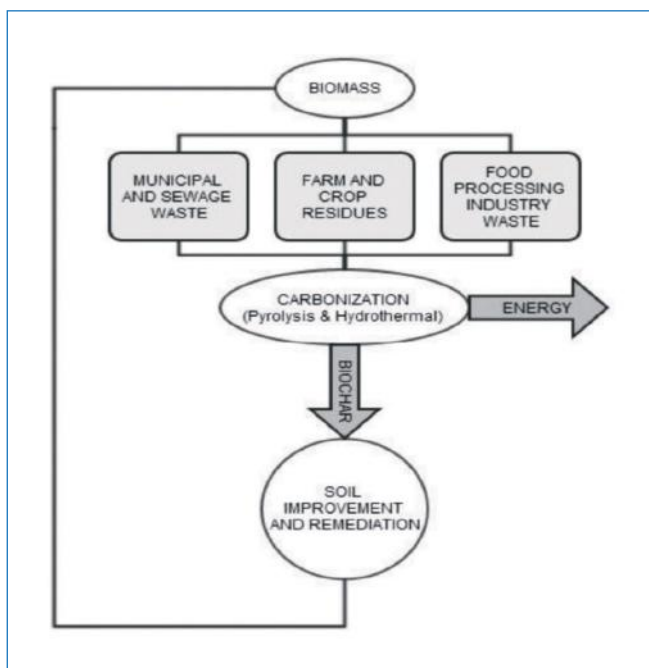 BIOMASS
MUNICIPAL
AND SEWAGE
WASTE
FARM AND
CROP
RESIDUES
FOOD
PROCESSING
INDUSTRY
WASTE
CARBONIZATION
(Pyrolysis & Hydrothermal)
ENERGY
BIOCHAR
SOIL
IMPROVEMENT
AND REMEDIATION